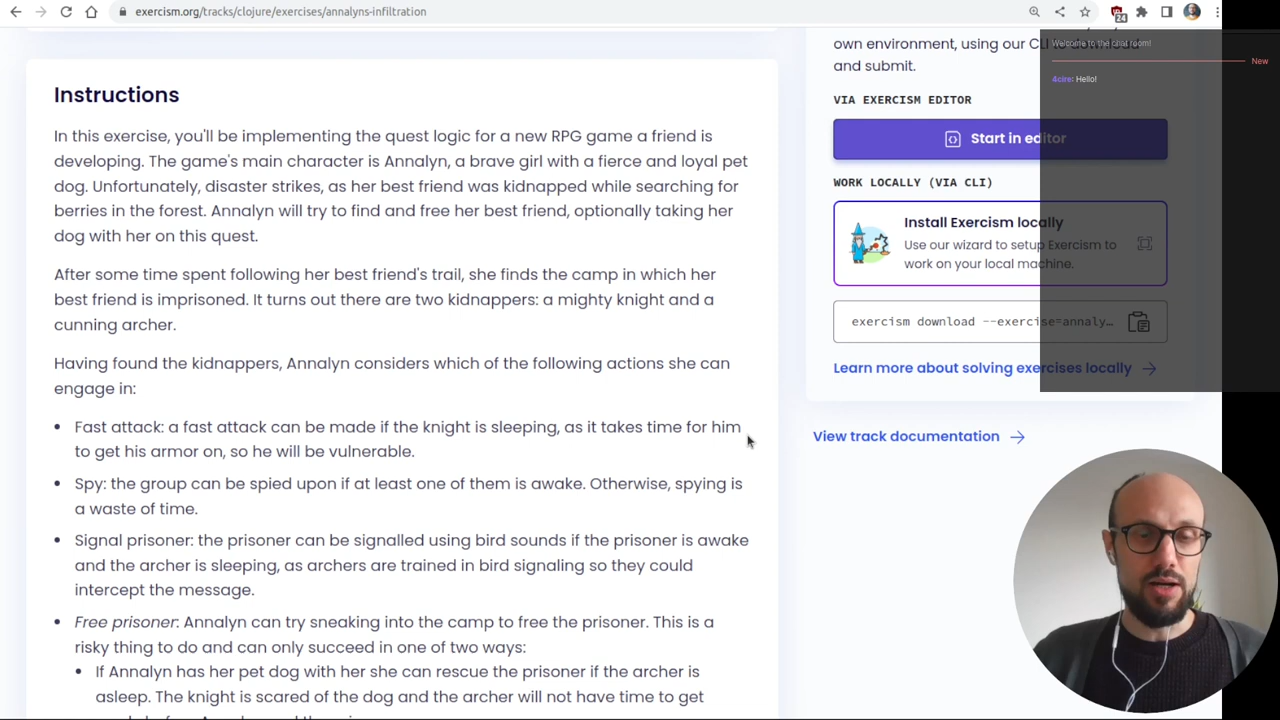 exercism.org/tracks/clojure/exercises/annalyns-infiltration
24
Instructions
In this exercise, you'll be implementing the quest logic for a new RPG game a friend is
developing. The game's main character is Annalyn, a brave girl with a fierce and loyal pet
dog. Unfortunately, disaster strikes, as her best friend was kidnapped while searching for
berries in the forest. Annalyn will try to find and free her best friend, optionally taking her
dog with her on this quest.
After some time spent following her best friend's trail, she finds the camp in which her
best friend is imprisoned. It turns out there are two kidnappers: a mighty knight and a
cunning archer.
Having found the kidnappers, Annalyn considers which of the following actions she can
engage in:
• Fast attack: a fast attack can be made if the knight is sleeping, as it takes time for him
to get his armor on, so he will be vulnerable.
• Spy: the group can be spied upon if at least one of them is awake. Otherwise, spying is
a waste of time.
• Signal prisoner: the prisoner can be signalled using bird sounds if the prisoner is awake
and the archer is sleeping, as archers are trained in bird signaling so they could
intercept the message.
• Free prisoner: Annalyn can try sneaking into the camp to free the prisoner. This is a
risky thing to do and can only succeed in one of two ways:
• If Annalyn has her pet dog with her she can rescue the prisoner if the archer is
asleep. The knight is scared of the dog and the archer will not have time to get
own environment, using our CLI to download
and submit.
VIA EXERCISM EDITOR
Start in editor
WORK LOCALLY (VIA CLI)
Install Exercism locally
Use our wizard to setup Exercism to
work on your local machine.
exercism download --exercise=annaly…
Learn more about solving exercises locally
View track documentation
Welcome to the chat room!
New
4cire: Hello!